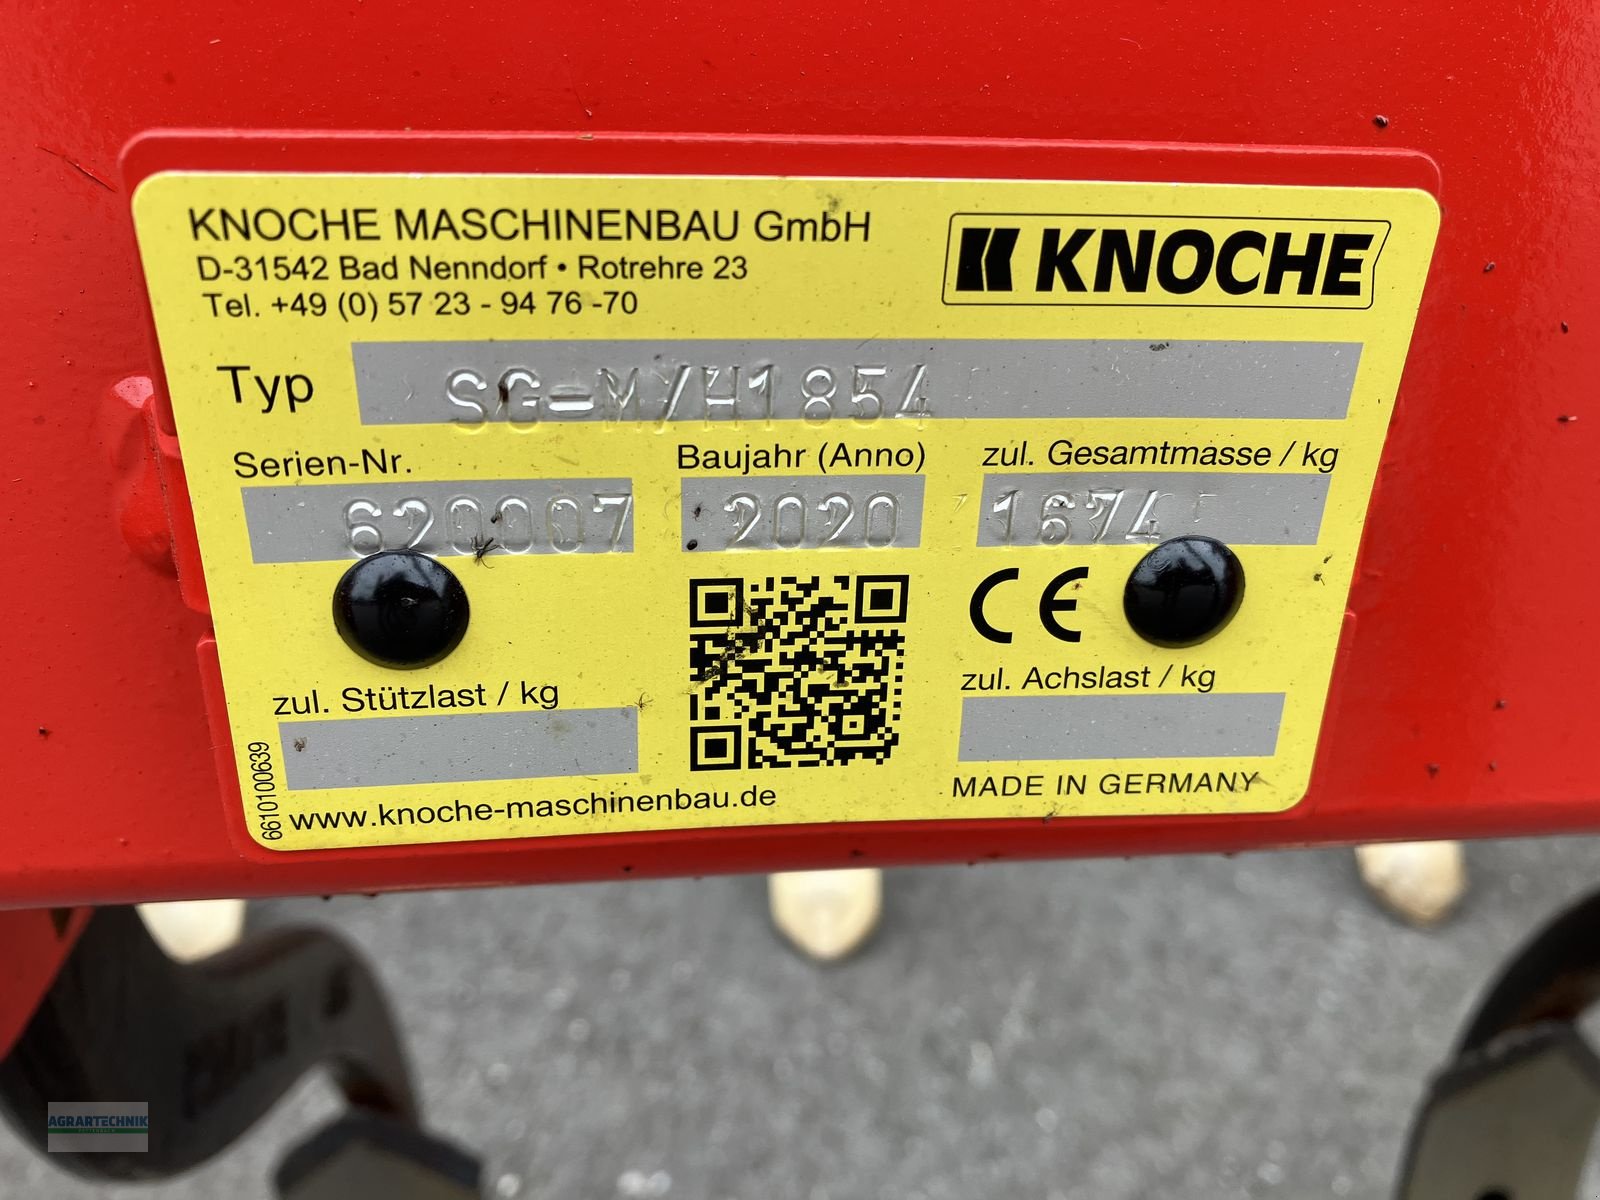 KNOCHE MASCHINENBAU GmbH
D-31542 Bad Nenndorf • Rotrehre 23
Tel. +49 (0) 57 23 - 94 76 -70
KNOCHE
Typ SG-M/H1854
Serien-Nr. Baujahr (Anno) zul. Gesamtmasse / kg
620007 2020 1674
CE
zul. Stützlast / kg zul. Achslast / kg
6610100639
www.knoche-maschinenbau.de
MADE IN GERMANY
AGRARTECHNIK